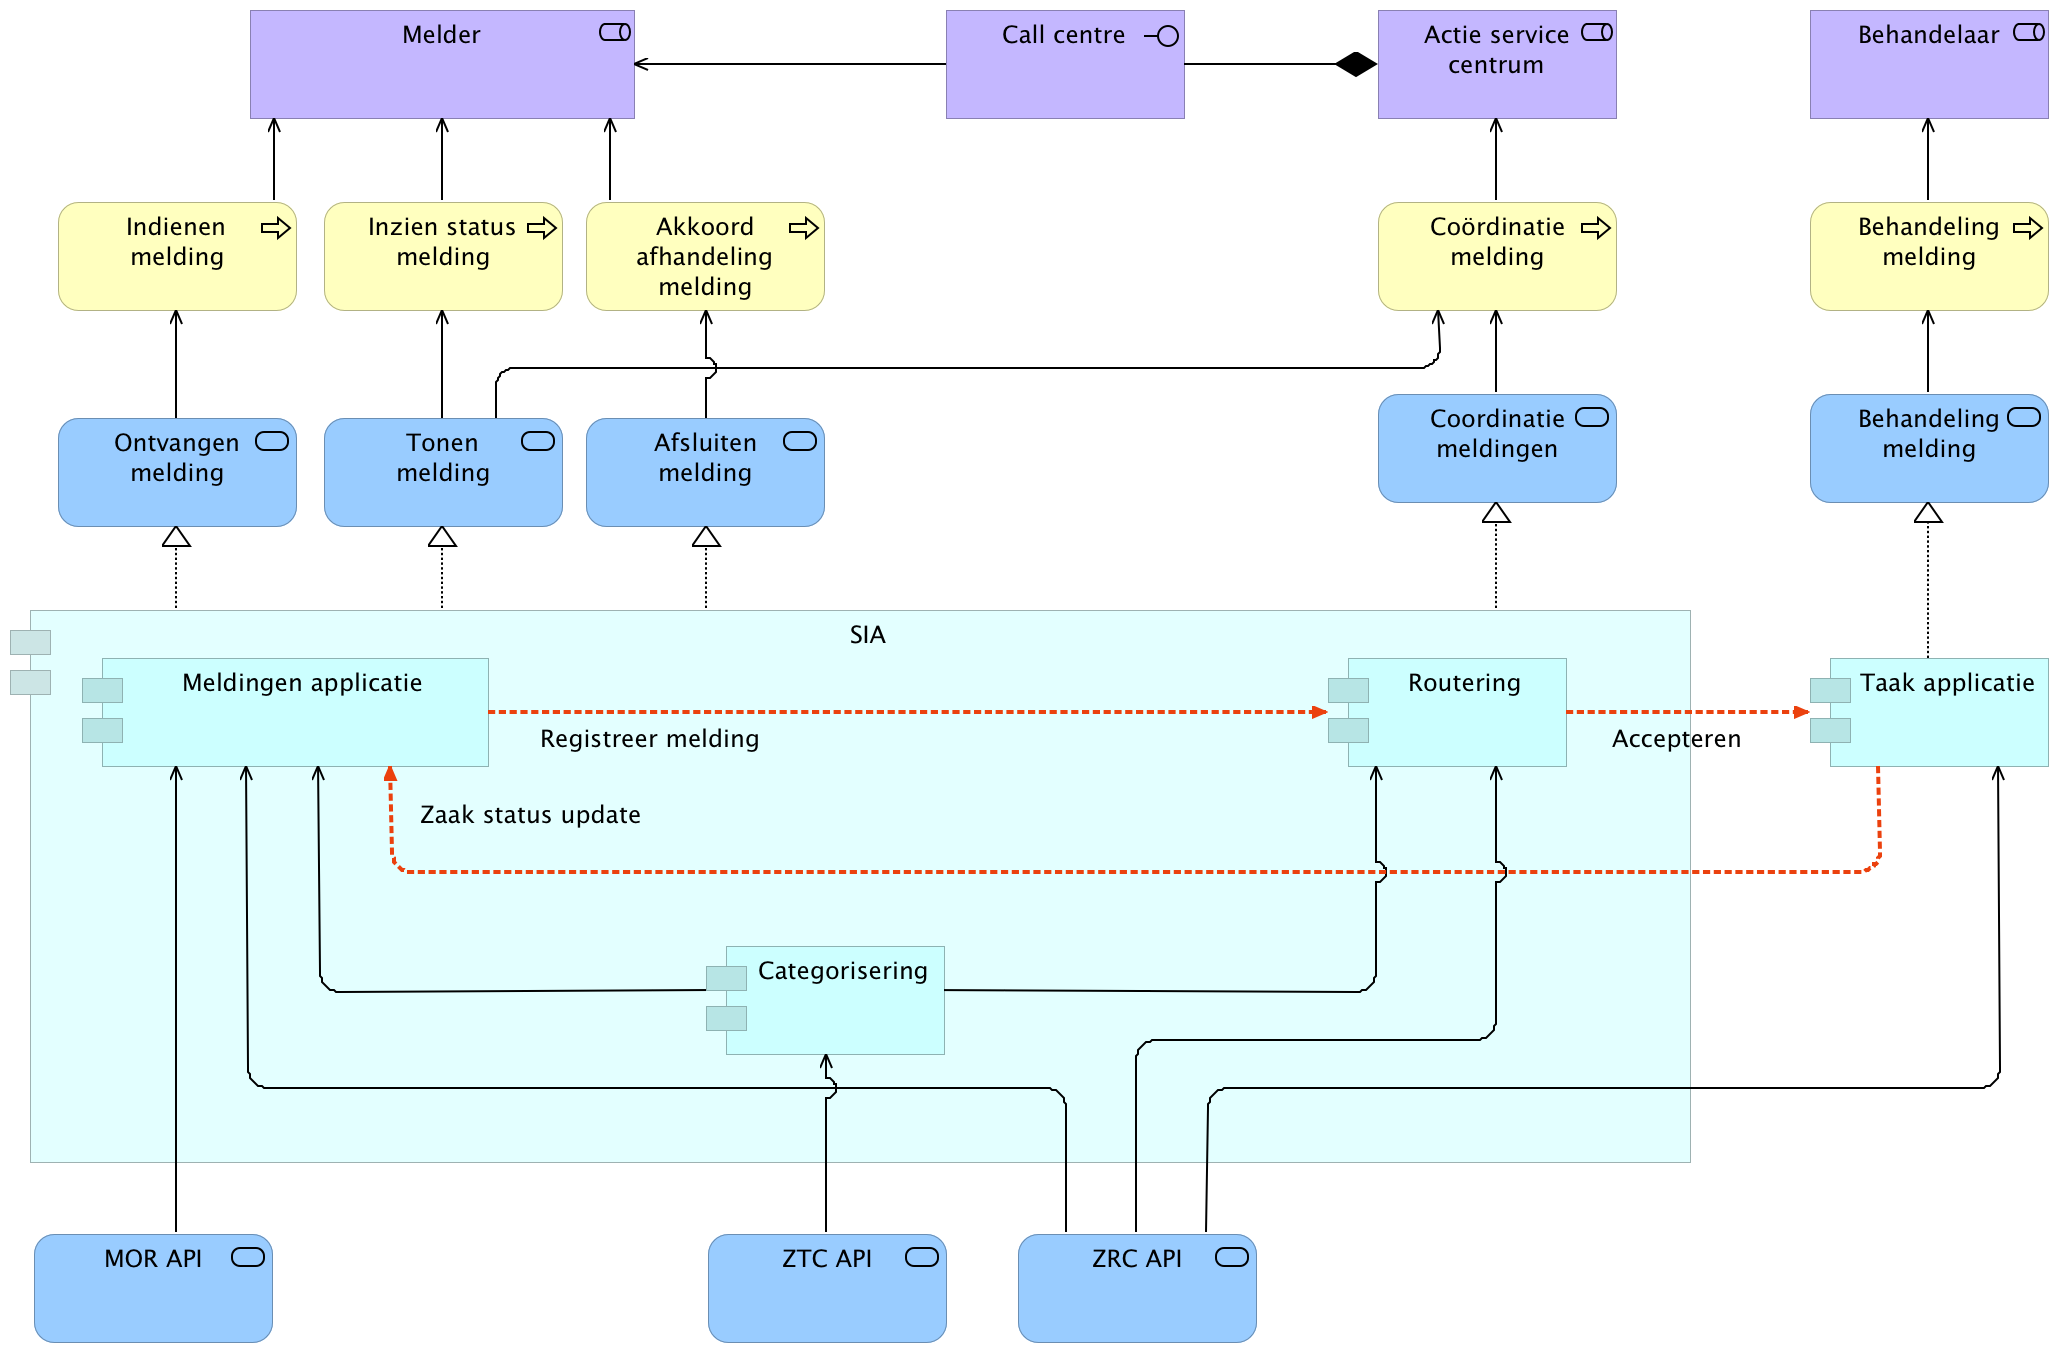 Melder
Call centre
Actie service
centrum
Behandelaar
Indienen
melding
Inzien status
melding
Akkoord
afhandeling
melding
Coördinatie
melding
Behandeling
melding
Ontvangen
melding
Tonen
melding
Afsluiten
melding
Coordinatie
meldingen
Behandeling
melding
SIA
Meldingen applicatie
Routering
Taak applicatie
Registreer melding
Accepteren
Zaak status update
Categorisering
MOR API
ZTC API
ZRC API